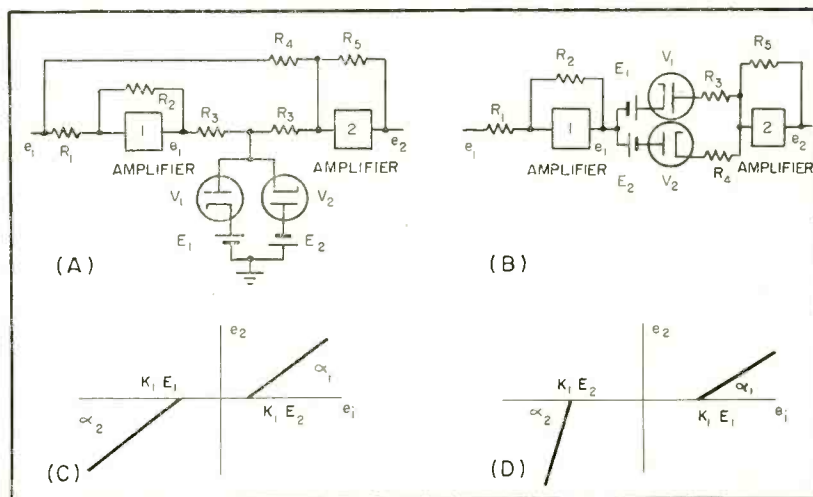 R₄ R₅
R₂
R₃ R₃
1 2
e₁ R₁ e₁ e₂
AMPLIFIER AMPLIFIER
V₁ V₂
E₁ E₂
(A)
R₂ E₁ V₁ R₅
R₃
R₁
1 2
e₁ e₁ e₂
AMPLIFIER AMPLIFIER
E₂ V₂ R₄
(B)
e₂
α₁
K₁ E₁
K₁ E₂ eᵢ
α₂
(C)
e₂
K₁ E₂ α₁
α₂ K₁ E₁ eᵢ
(D)